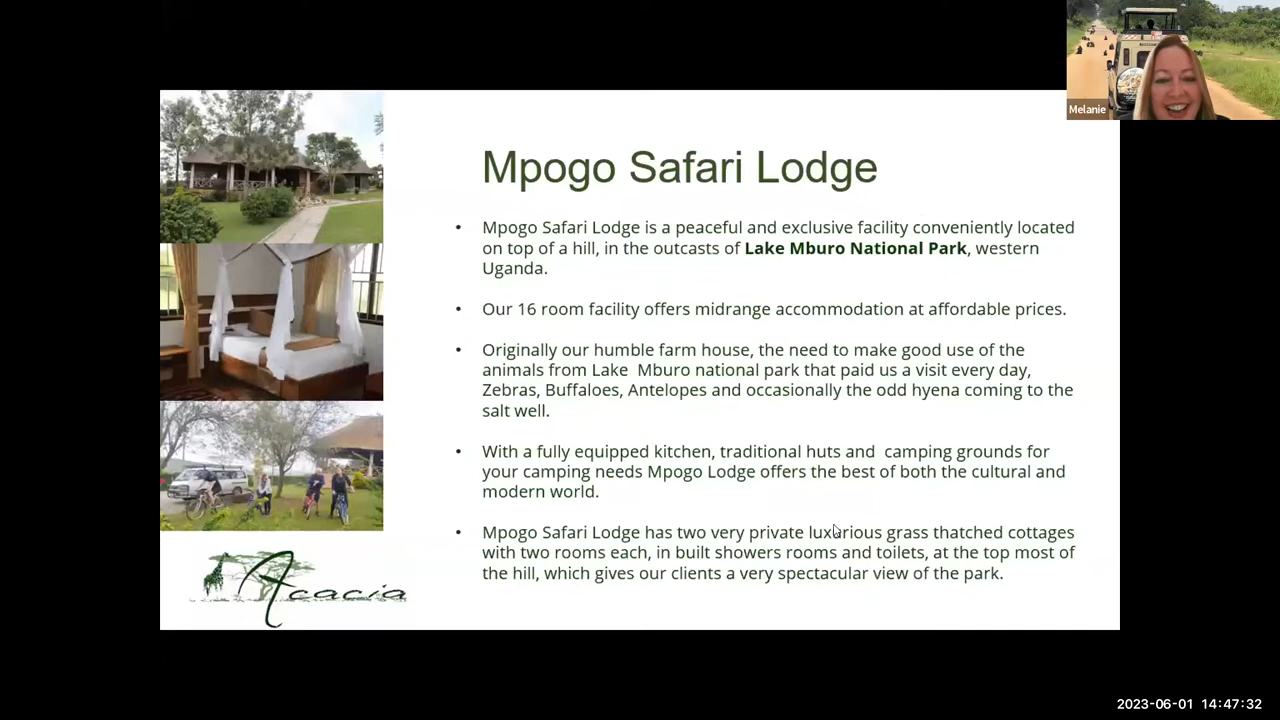 Melanie
Mpogo Safari Lodge
• Mpogo Safari Lodge is a peaceful and exclusive facility conveniently located
on top of a hill, in the outcasts of Lake Mburo National Park, western
Uganda.
• Our 16 room facility offers midrange accommodation at affordable prices.
• Originally our humble farm house, the need to make good use of the
animals from Lake  Mburo national park that paid us a visit every day,
Zebras, Buffaloes, Antelopes and occasionally the odd hyena coming to the
salt well.
• With a fully equipped kitchen, traditional huts and  camping grounds for
your camping needs Mpogo Lodge offers the best of both the cultural and
modern world.
• Mpogo Safari Lodge has two very private luxurious grass thatched cottages
with two rooms each, in built showers rooms and toilets, at the top most of
the hill, which gives our clients a very spectacular view of the park.
Acacia
2023-06-01 14:47:32